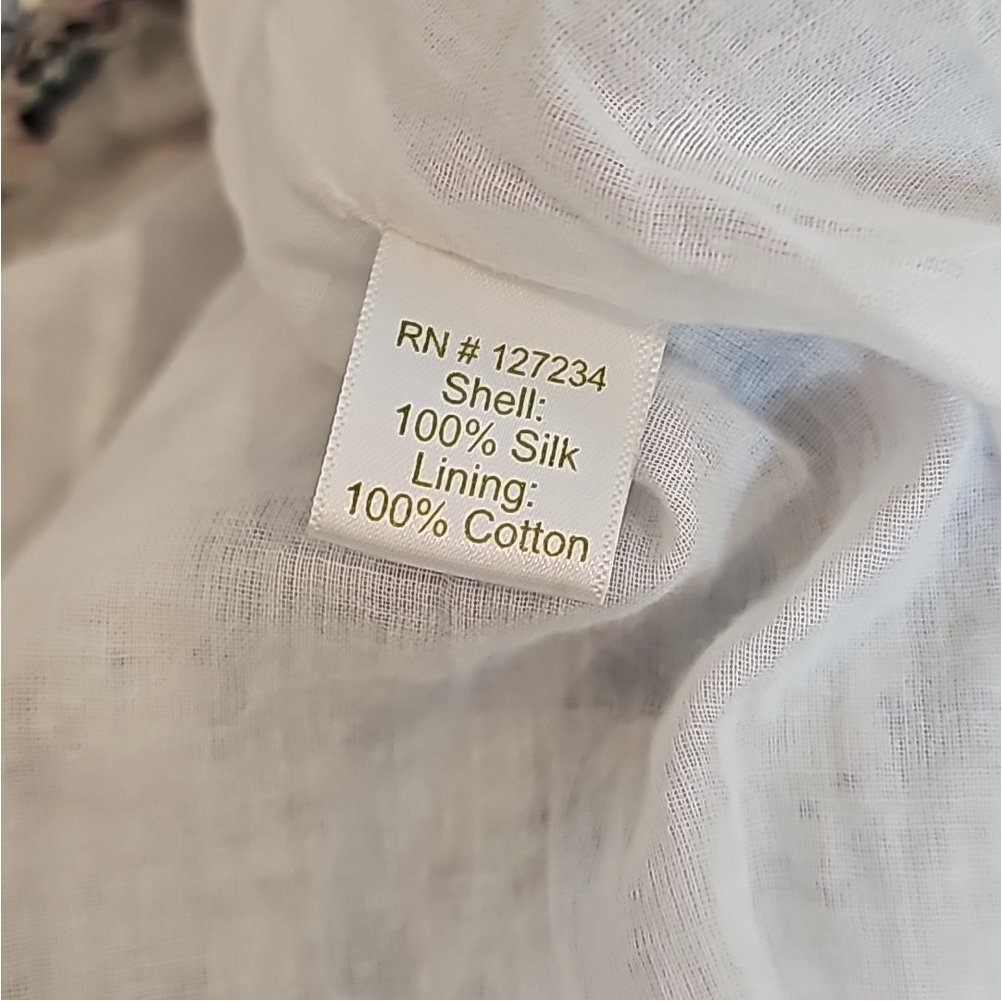 RN # 127234
Shell:
100% Silk
Lining:
100% Cotton